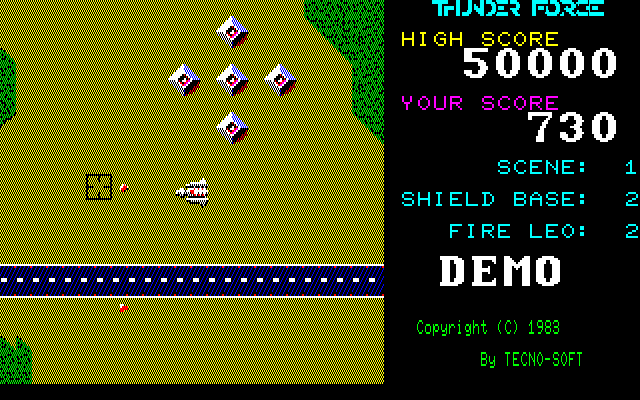 THUNDER FORCE
HIGH SCORE
50000
YOUR SCORE
730
SCENE: 1
SHIELD BASE: 2
FIRE LEO: 2
DEMO
Copyright (C) 1983
By TECNO-SOFT